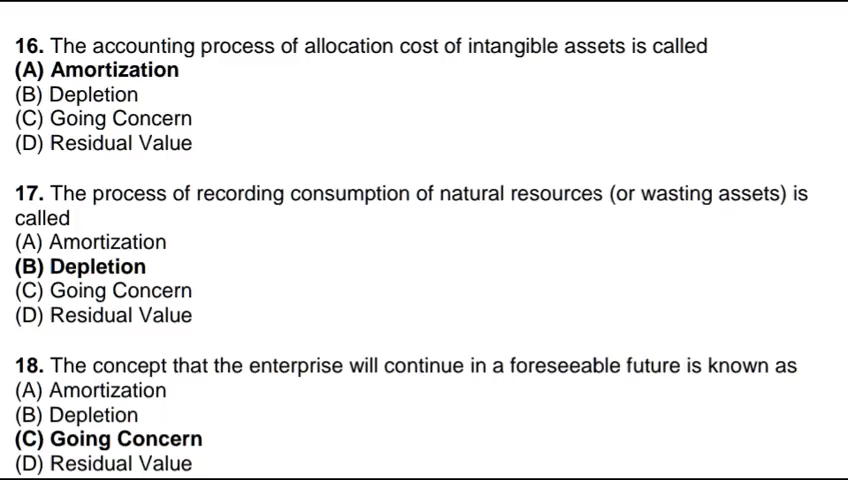 16. The accounting process of allocation cost of intangible assets is called
(A) Amortization
(B) Depletion
(C) Going Concern
(D) Residual Value
17. The process of recording consumption of natural resources (or wasting assets) is
called
(A) Amortization
(B) Depletion
(C) Going Concern
(D) Residual Value
18. The concept that the enterprise will continue in a foreseeable future is known as
(A) Amortization
(B) Depletion
(C) Going Concern
(D) Residual Value